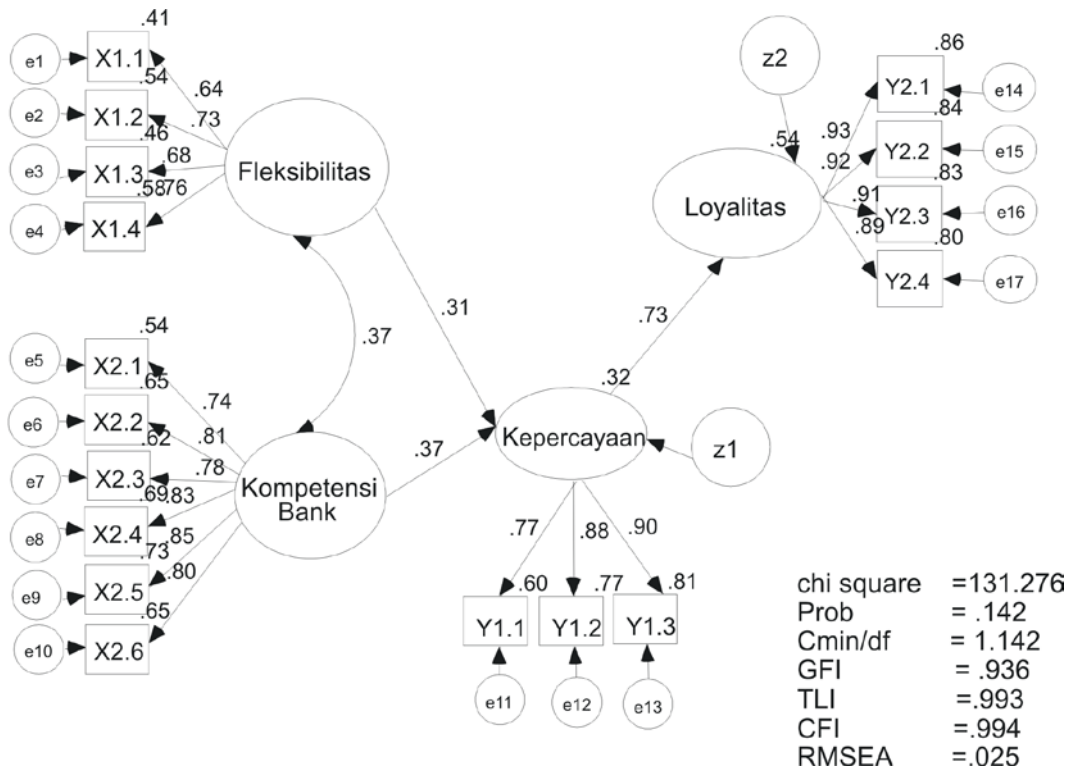 .41
e1
X1.1
.54
.64
e2
X1.2
.73
.46
e3
X1.3
.68
.58
.76
e4
X1.4
Fleksibilitas
.37
.54
e5
X2.1
.65
.74
e6
X2.2
.81
.62
e7
X2.3
.78
.69
.83
e8
X2.4
.85
.73
e9
X2.5
.80
.65
e10
X2.6
Kompetensi
Bank
.31
.37
.32
Kepercayaan
z1
.73
.77
.88
.90
.60
.77
.81
Y1.1
Y1.2
Y1.3
e11
e12
e13
z2
.54
Loyalitas
.86
.93
Y2.1
e14
.84
.92
Y2.2
e15
.83
.91
Y2.3
e16
.89
.80
Y2.4
e17
chi square =131.276
Prob = .142
Cmin/df = 1.142
GFI = .936
TLI =.993
CFI =.994
RMSEA =.025